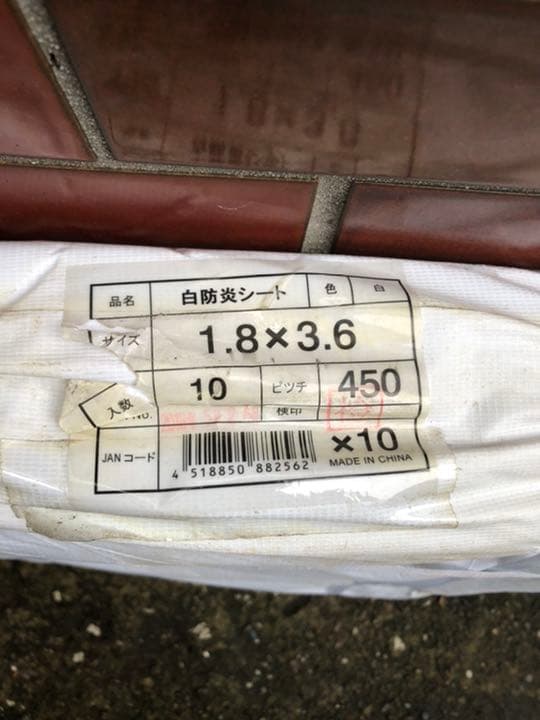 品名 白防炎シート 色 白
サイズ 1.8×3.6
入数 10 ピッチ 450
NO. 検印
JANコード 4 518850 882562 ×10
MADE IN CHINA